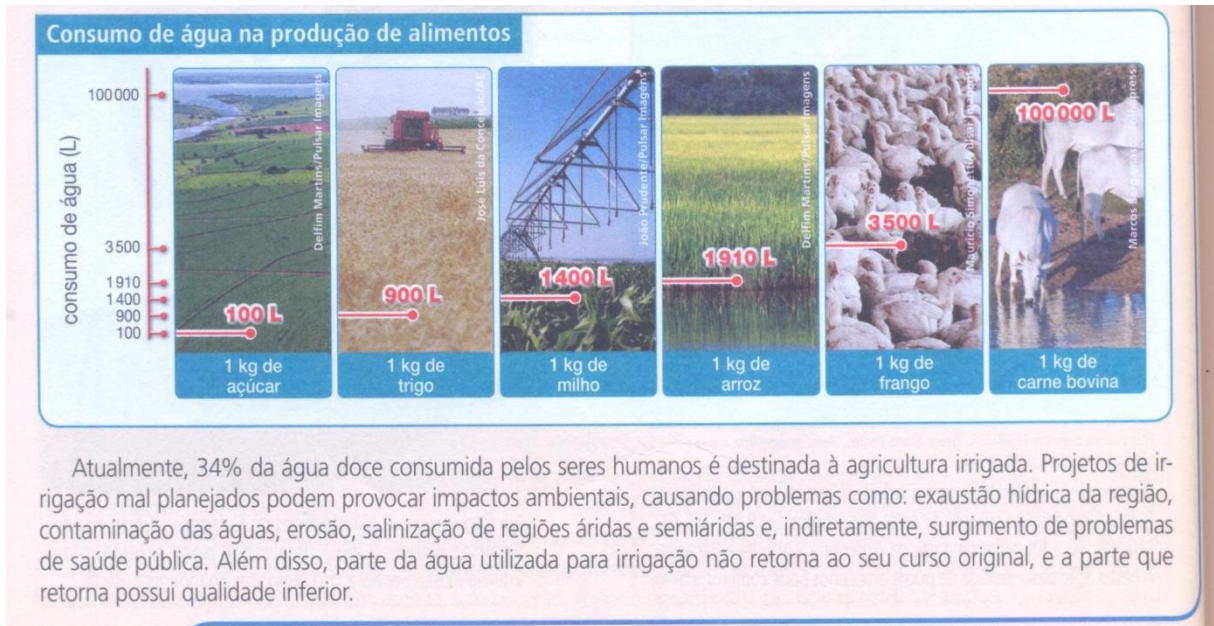 Consumo de água na produção de alimentos
consumo de água (L)
100 000
3 500
1 910
1 400
900
100
Delfim Martins/Pulsar Imagens
100 L
1 kg de
açúcar
900 L
1 kg de
trigo
João Prudente/Pulsar Imagens
1400 L
1 kg de
milho
Delfim Martins/Pulsar Imagens
1910 L
1 kg de
arroz
3500 L
1 kg de
frango
100 000 L
1 kg de
carne bovina
Atualmente, 34% da água doce consumida pelos seres humanos é destinada à agricultura irrigada. Projetos de ir-
rigação mal planejados podem provocar impactos ambientais, causando problemas como: exaustão hídrica da região,
contaminação das águas, erosão, salinização de regiões áridas e semiáridas e, indiretamente, surgimento de problemas
de saúde pública. Além disso, parte da água utilizada para irrigação não retorna ao seu curso original, e a parte que
retorna possui qualidade inferior.